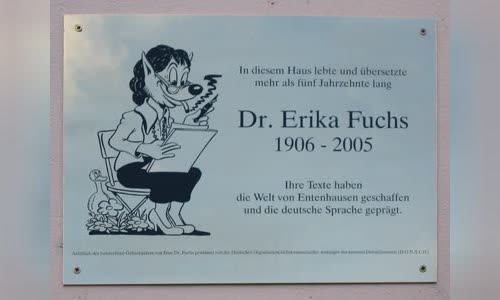 In diesem Haus lebte und übersetzte
mehr als fünf Jahrzehnte lang
Dr. Erika Fuchs
1906 - 2005
Ihre Texte haben
die Welt von Entenhausen geschaffen
und die deutsche Sprache geprägt.